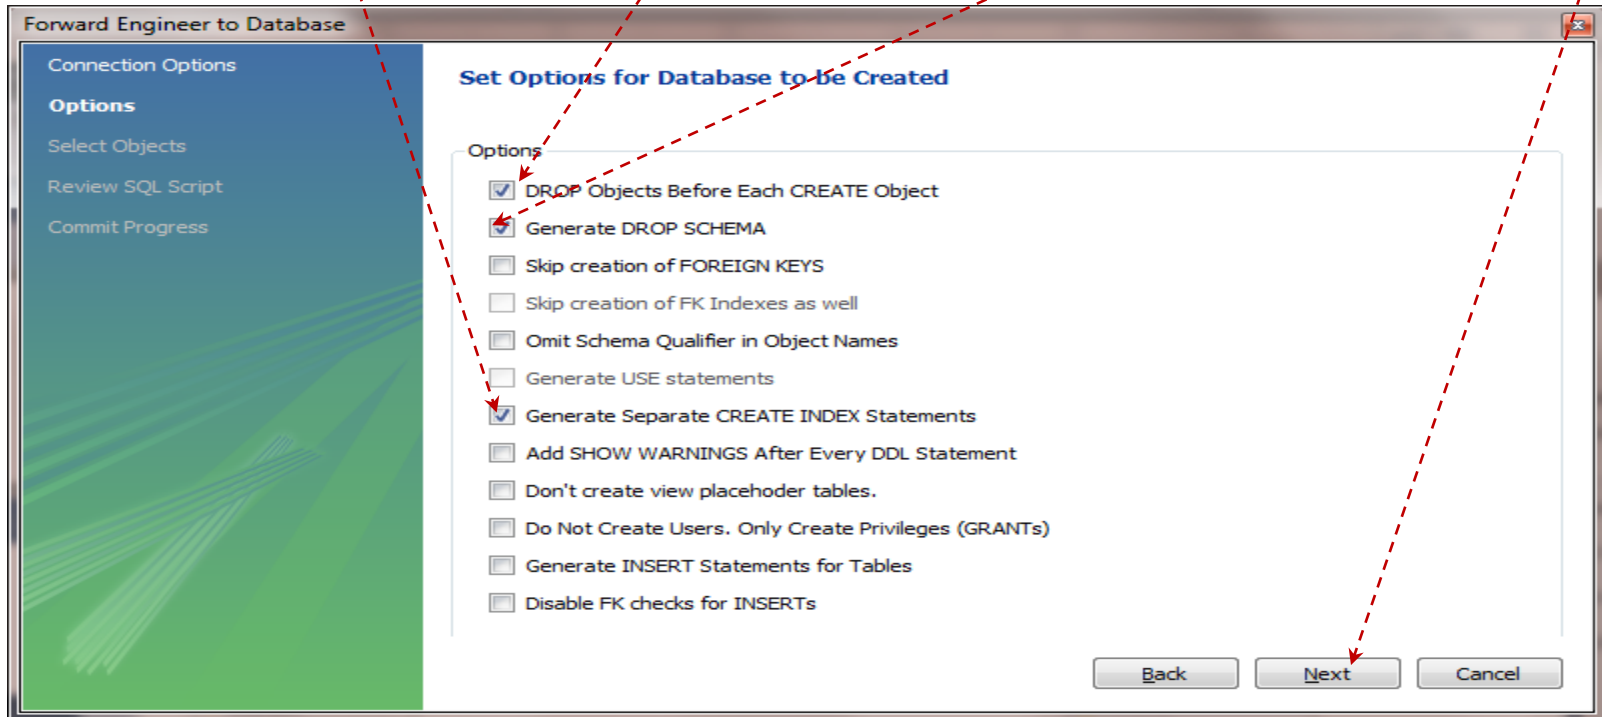 Forward Engineer to Database
Connection Options
Options
Select Objects
Review SQL Script
Commit Progress
Set Options for Database to be Created
Options
DROP Objects Before Each CREATE Object
Generate DROP SCHEMA
Skip creation of FOREIGN KEYS
Skip creation of FK Indexes as well
Omit Schema Qualifier in Object Names
Generate USE statements
Generate Separate CREATE INDEX Statements
Add SHOW WARNINGS After Every DDL Statement
Don't create view placehoder tables.
Do Not Create Users. Only Create Privileges (GRANTs)
Generate INSERT Statements for Tables
Disable FK checks for INSERTs
Back Next Cancel